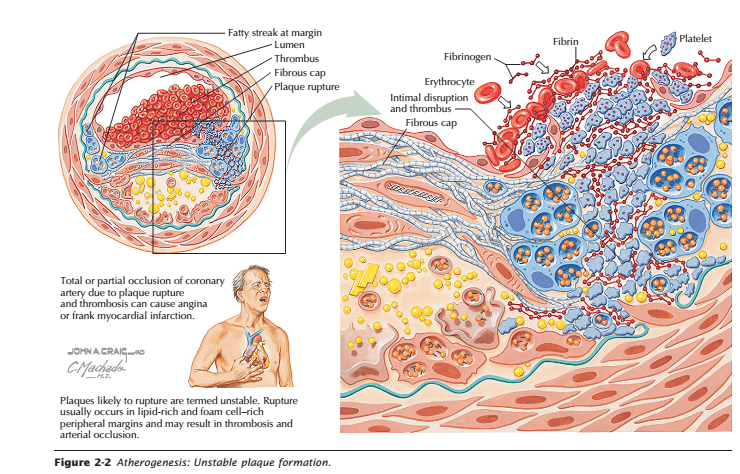 Fatty streak at margin
Lumen
Thrombus
Fibrous cap
Plaque rupture
Fibrinogen
Fibrin
Platelet
Erythrocyte
Intimal disruption
and thrombus
Fibrous cap
Total or partial occlusion of coronary
artery due to plaque rupture
and thrombosis can cause angina
or frank myocardial infarction.
JOHN A. CRAIG—AD
C. Machado
—M.D.
Plaques likely to rupture are termed unstable. Rupture
usually occurs in lipid-rich and foam cell–rich
peripheral margins and may result in thrombosis and
arterial occlusion.
Figure 2-2 Atherogenesis: Unstable plaque formation.